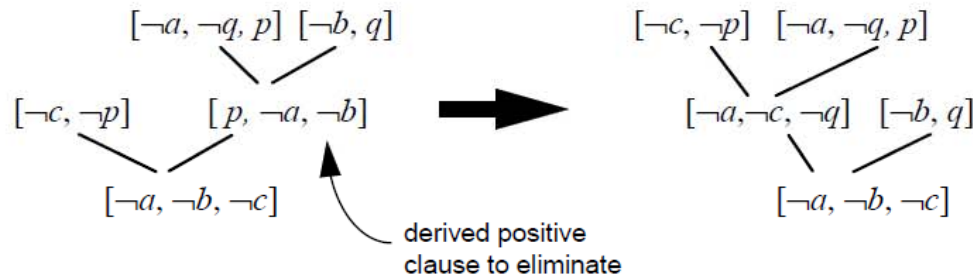 [¬a, ¬q, p] [¬b, q]
[¬c, ¬p] [¬a, ¬q, p]
[¬c, ¬p] [ p, ¬a, ¬b]
[¬a,¬c, ¬q] [¬b, q]
[¬a, ¬b, ¬c]
[¬a, ¬b, ¬c]
derived positive
clause to eliminate